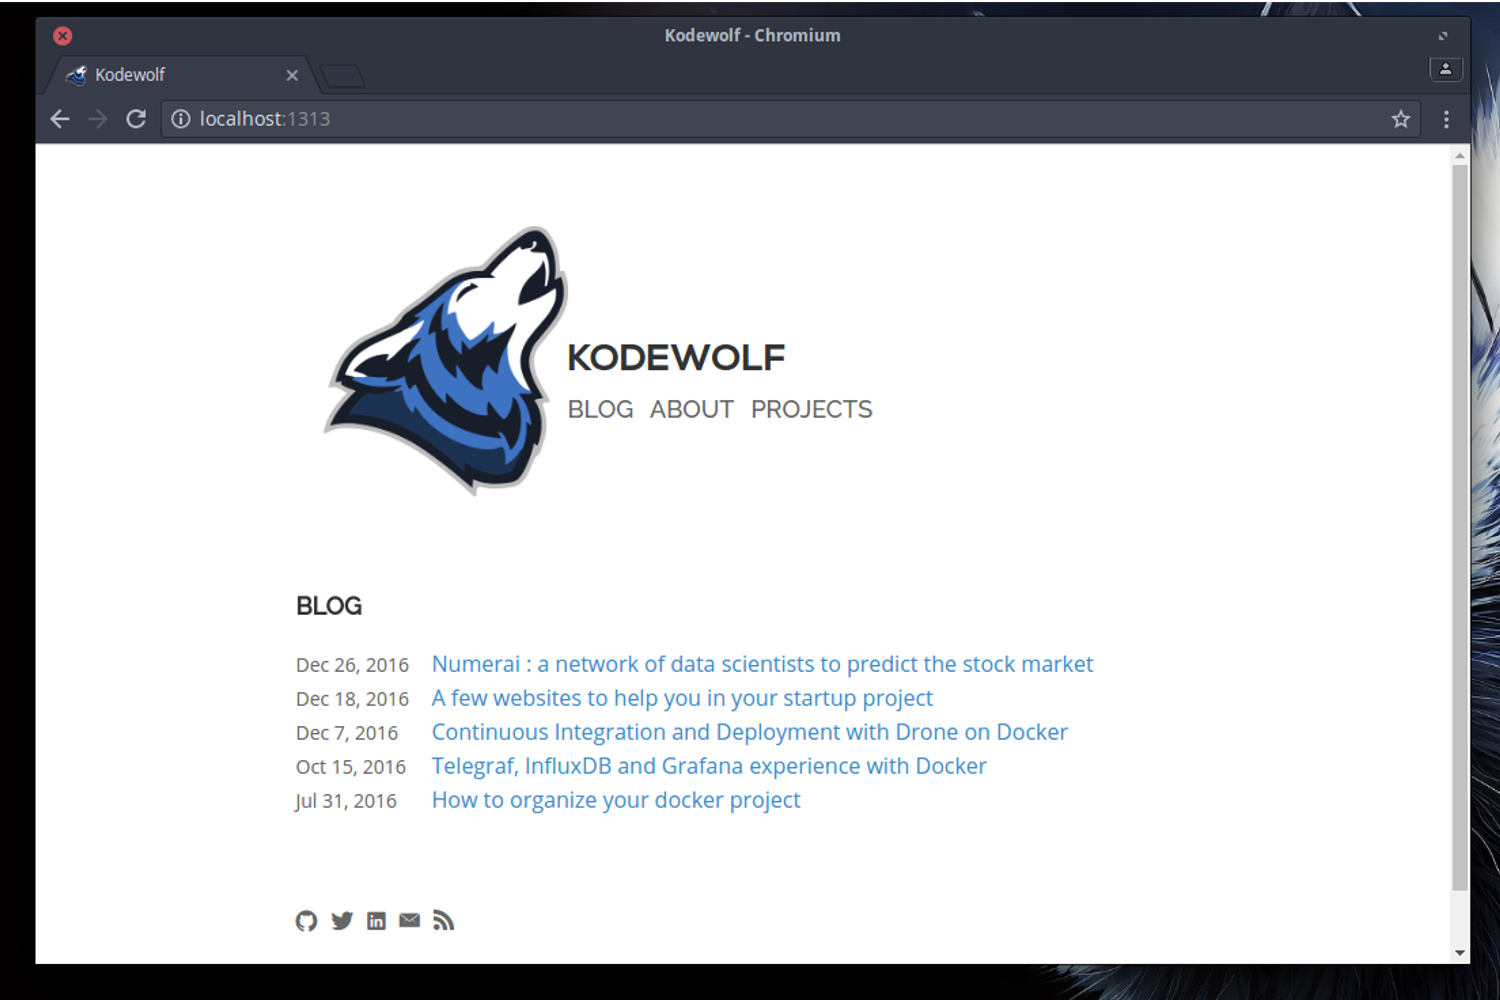 Kodewolf - Chromium
Kodewolf
localhost:1313
KODEWOLF
BLOG ABOUT PROJECTS
BLOG
Dec 26, 2016 Numerai : a network of data scientists to predict the stock market
Dec 18, 2016 A few websites to help you in your startup project
Dec 7, 2016 Continuous Integration and Deployment with Drone on Docker
Oct 15, 2016 Telegraf, InfluxDB and Grafana experience with Docker
Jul 31, 2016 How to organize your docker project